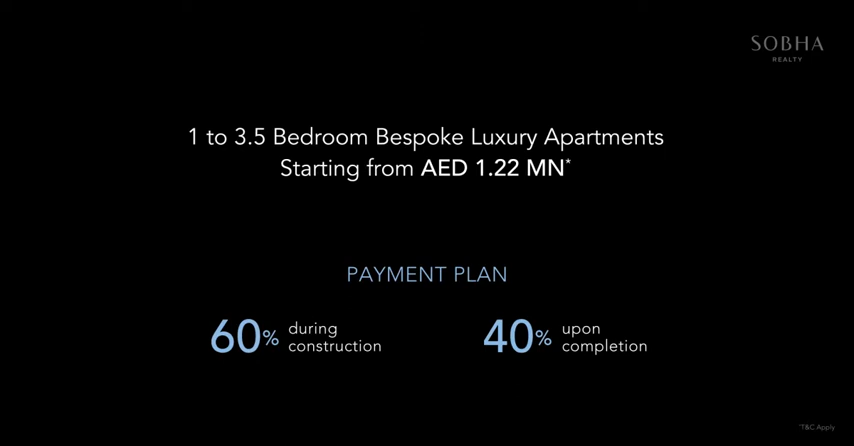 SOBHA
REALTY
1 to 3.5 Bedroom Bespoke Luxury Apartments
Starting from AED 1.22 MN*
PAYMENT PLAN
60% during
construction
40% upon
completion
*T&C Apply